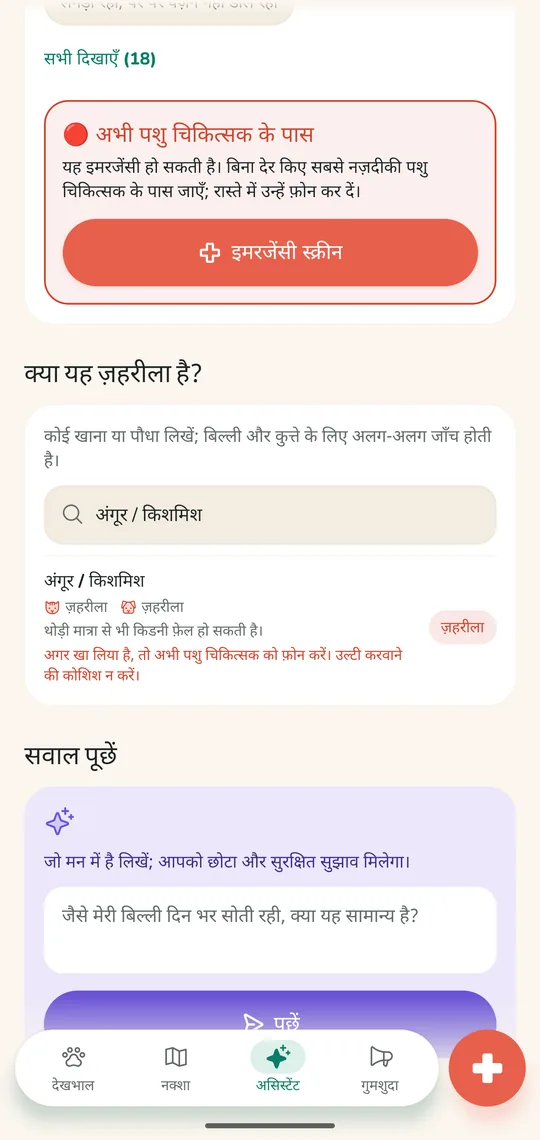 सभी दिखाएँ (18)
अभी पशु चिकित्सक के पास
यह इमरजेंसी हो सकती है। बिना देर किए सबसे नज़दीकी पशु
चिकित्सक के पास जाएँ; रास्ते में उन्हें फ़ोन कर दें।
इमरजेंसी स्क्रीन
क्या यह ज़हरीला है?
कोई खाना या पौधा लिखें; बिल्ली और कुत्ते के लिए अलग-अलग जाँच होती
है।
अंगूर / किशमिश
अंगूर / किशमिश
ज़हरीला ज़हरीला
थोड़ी मात्रा से भी किडनी फ़ेल हो सकती है।
ज़हरीला
अगर खा लिया है, तो अभी पशु चिकित्सक को फ़ोन करें। उल्टी करवाने
की कोशिश न करें।
सवाल पूछें
जो मन में है लिखें; आपको छोटा और सुरक्षित सुझाव मिलेगा।
जैसे मेरी बिल्ली दिन भर सोती रही, क्या यह सामान्य है?
पूछें
देखभाल
नक्शा
असिस्टेंट
गुमशुदा